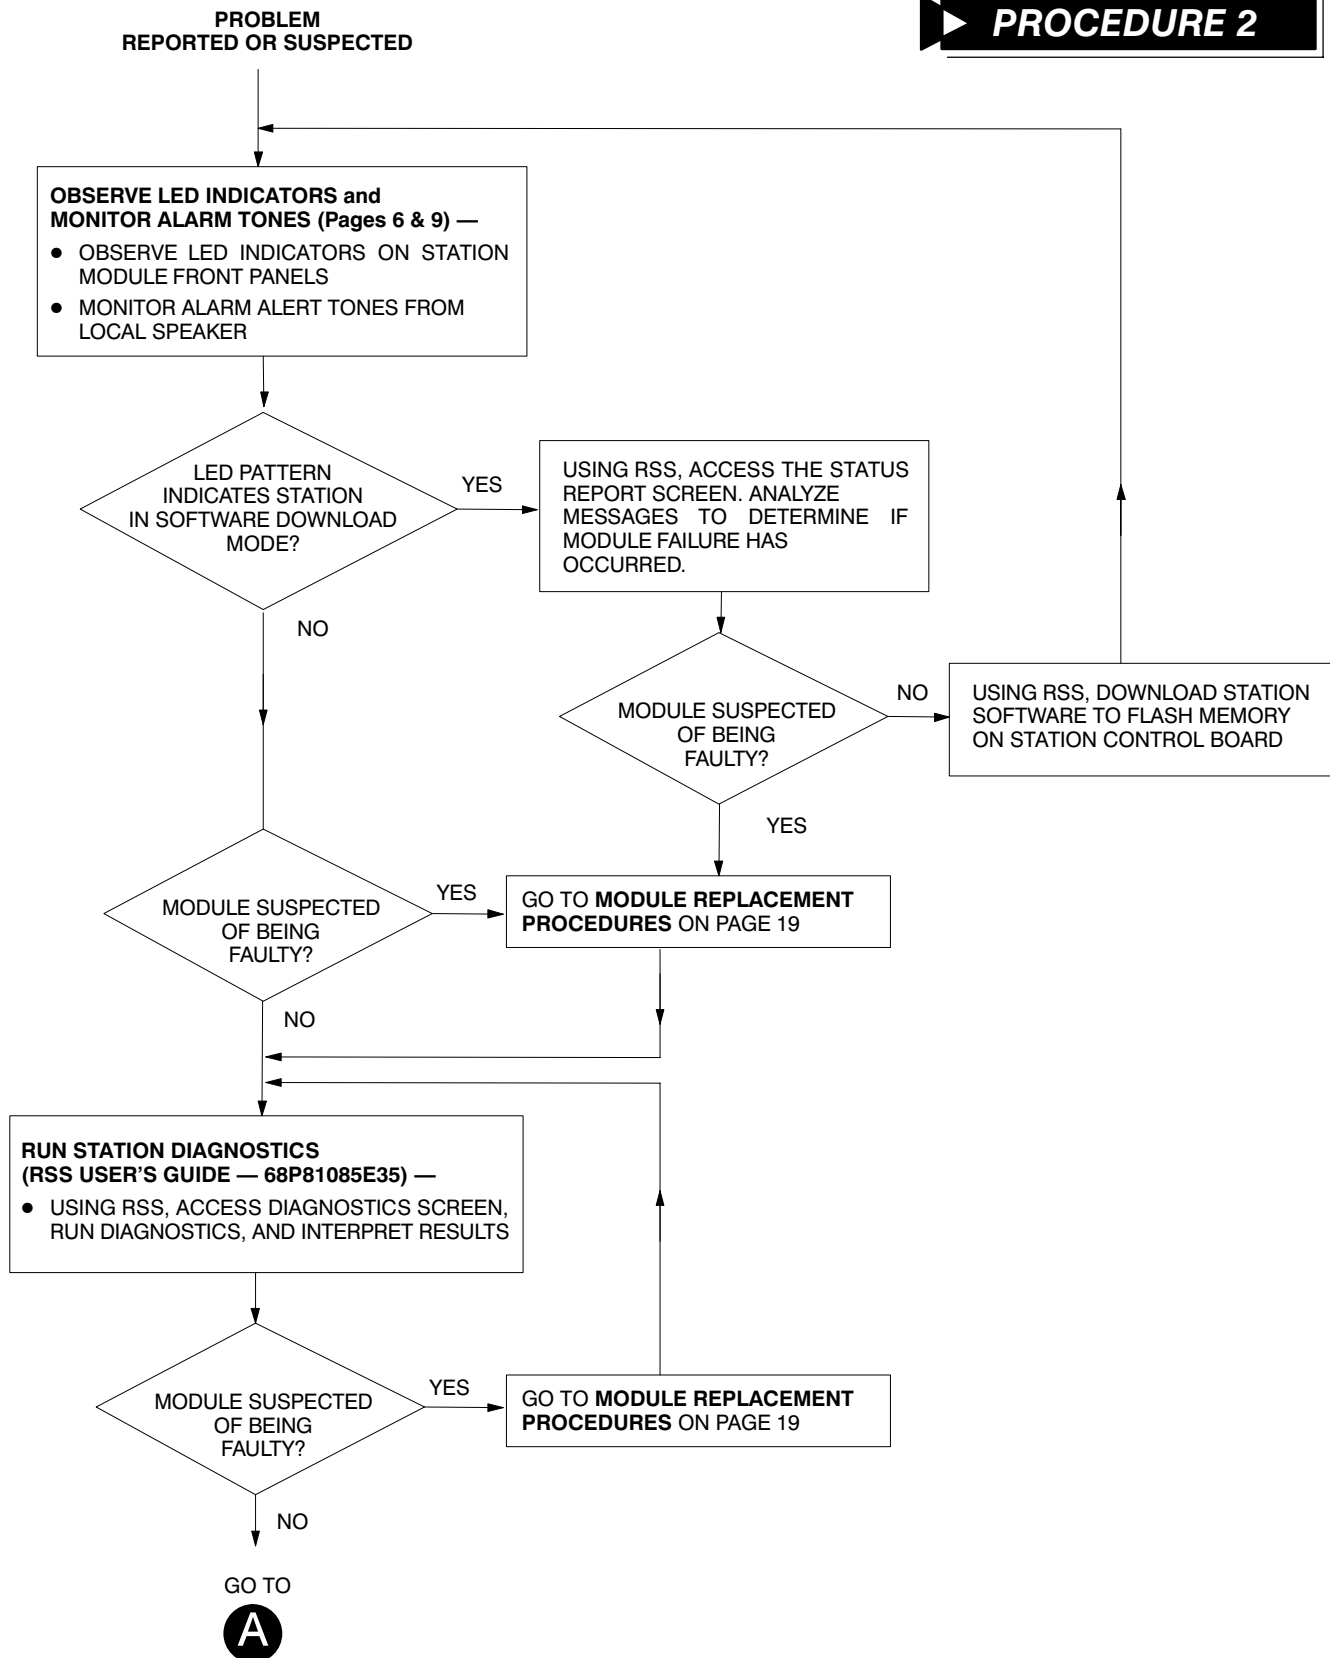 PROBLEM
REPORTED OR SUSPECTED
PROCEDURE 2
OBSERVE LED INDICATORS and
MONITOR ALARM TONES (Pages 6 & 9) —
● OBSERVE LED INDICATORS ON STATION
MODULE FRONT PANELS
● MONITOR ALARM ALERT TONES FROM
LOCAL SPEAKER
LED PATTERN
INDICATES STATION
IN SOFTWARE DOWNLOAD
MODE?
YES
USING RSS, ACCESS THE STATUS
REPORT SCREEN. ANALYZE
MESSAGES TO DETERMINE IF
MODULE FAILURE HAS
OCCURRED.
NO
MODULE SUSPECTED
OF BEING
FAULTY?
NO
USING RSS, DOWNLOAD STATION
SOFTWARE TO FLASH MEMORY
ON STATION CONTROL BOARD
YES
MODULE SUSPECTED
OF BEING
FAULTY?
YES
GO TO MODULE REPLACEMENT
PROCEDURES ON PAGE 19
NO
RUN STATION DIAGNOSTICS
(RSS USER'S GUIDE — 68P81085E35) —
● USING RSS, ACCESS DIAGNOSTICS SCREEN,
RUN DIAGNOSTICS, AND INTERPRET RESULTS
MODULE SUSPECTED
OF BEING
FAULTY?
YES
GO TO MODULE REPLACEMENT
PROCEDURES ON PAGE 19
NO
GO TO
A